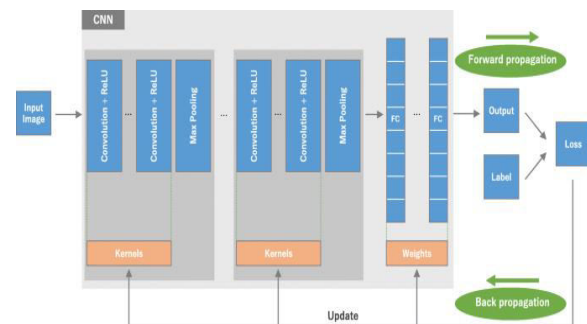 CNN
Forward propagation
Input
Image
Convolution + ReLU
...
Convolution + ReLU
Max Pooling
...
Convolution + ReLU
...
Convolution + ReLU
Max Pooling
FC
...
FC
Output
Label
Loss
Kernels
Kernels
Weights
Back propagation
Update